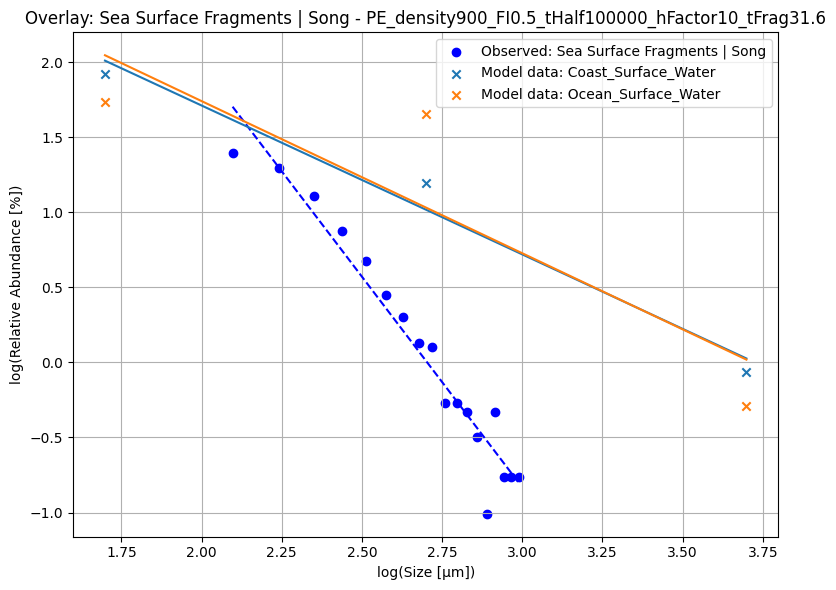 Overlay: Sea Surface Fragments | Song - PE_density900_FI0.5_tHalf100000_hFactor10_tFrag31.6
Observed: Sea Surface Fragments | Song
Model data: Coast_Surface_Water
Model data: Ocean_Surface_Water
log(Relative Abundance [%])
2.0
1.5
1.0
0.5
0.0
−0.5
−1.0
1.75 2.00 2.25 2.50 2.75 3.00 3.25 3.50 3.75
log(Size [μm])